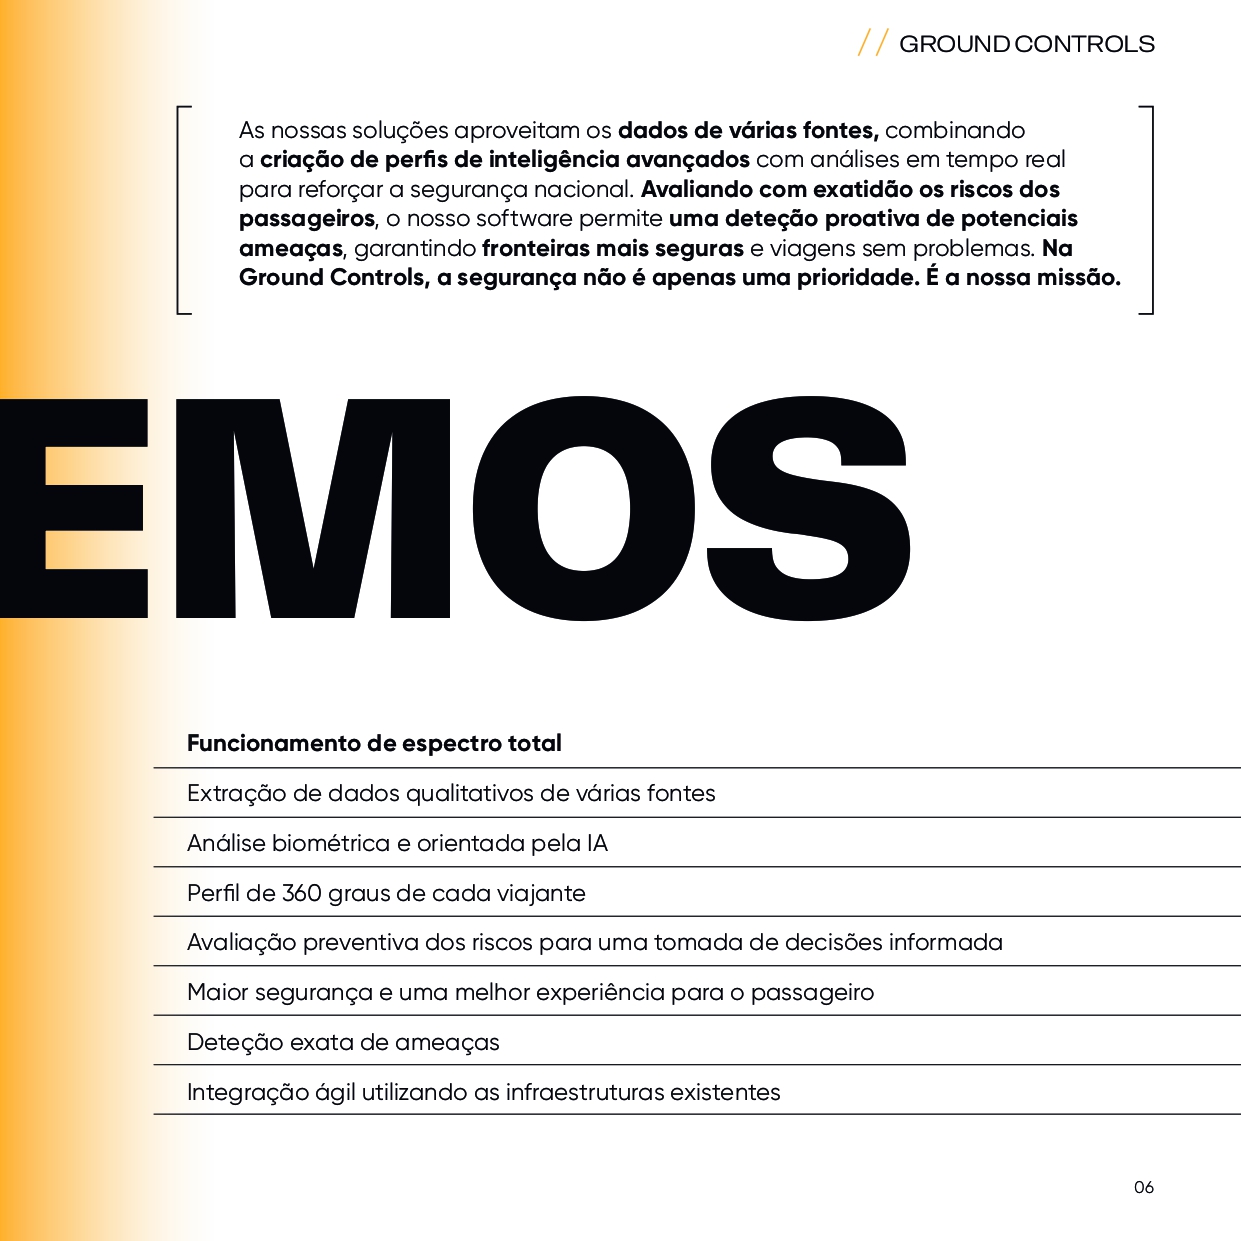 // GROUND CONTROLS
As nossas soluções aproveitam os dados de várias fontes, combinando
a criação de perfis de inteligência avançados com análises em tempo real
para reforçar a segurança nacional. Avaliando com exatidão os riscos dos
passageiros, o nosso software permite uma deteção proativa de potenciais
ameaças, garantindo fronteiras mais seguras e viagens sem problemas. Na
Ground Controls, a segurança não é apenas uma prioridade. É a nossa missão.
EMOS
Funcionamento de espectro total
Extração de dados qualitativos de várias fontes
Análise biométrica e orientada pela IA
Perfil de 360 graus de cada viajante
Avaliação preventiva dos riscos para uma tomada de decisões informada
Maior segurança e uma melhor experiência para o passageiro
Deteção exata de ameaças
Integração ágil utilizando as infraestruturas existentes
06